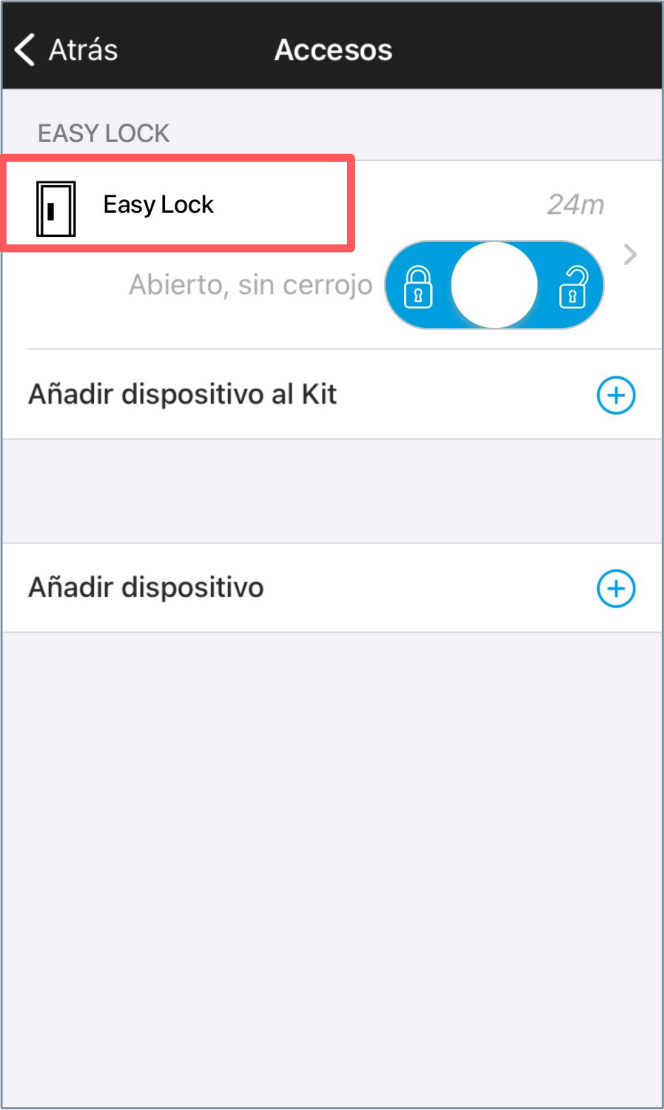 Atrás
Accesos
EASY LOCK
Easy Lock
24m
Abierto, sin cerrojo
Añadir dispositivo al Kit
Añadir dispositivo